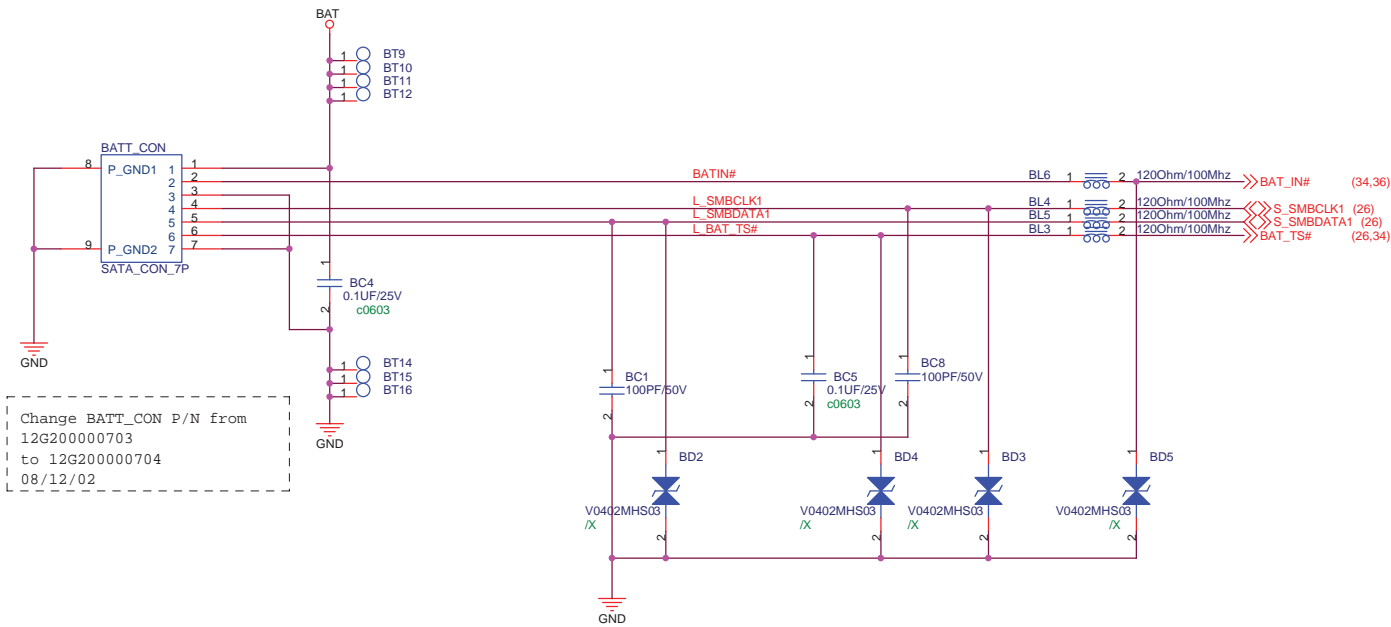 BAT
1 BT9
1 BT10
1 BT11
1 BT12
BATT_CON
8 P_GND1 1 1
2 2
3 3
4 4
5 5
6 6
9 P_GND2 7 7
SATA_CON_7P
BATIN# BL6 1 2 120Ohm/100Mhz BAT_IN# (34,36)
L_SMBCLK1 BL4 1 2 120Ohm/100Mhz S_SMBCLK1 (26)
L_SMBDATA1 BL5 1 2 120Ohm/100Mhz S_SMBDATA1 (26)
L_BAT_TS# BL3 1 2 120Ohm/100Mhz BAT_TS# (26,34)
1
BC4
0.1UF/25V
2 c0603
GND
1 BT14
1 BT15
1 BT16
GND
1 BC1
100PF/50V
2
1 BC5
0.1UF/25V
2 c0603
1 BC8
100PF/50V
2
Change BATT_CON P/N from
12G200000703
to 12G200000704
08/12/02
1 BD2
V0402MHS03
/X
2
1 BD4
V0402MHS03
/X
2
1 BD3
V0402MHS03
/X
2
1 BD5
V0402MHS03
/X
2
GND